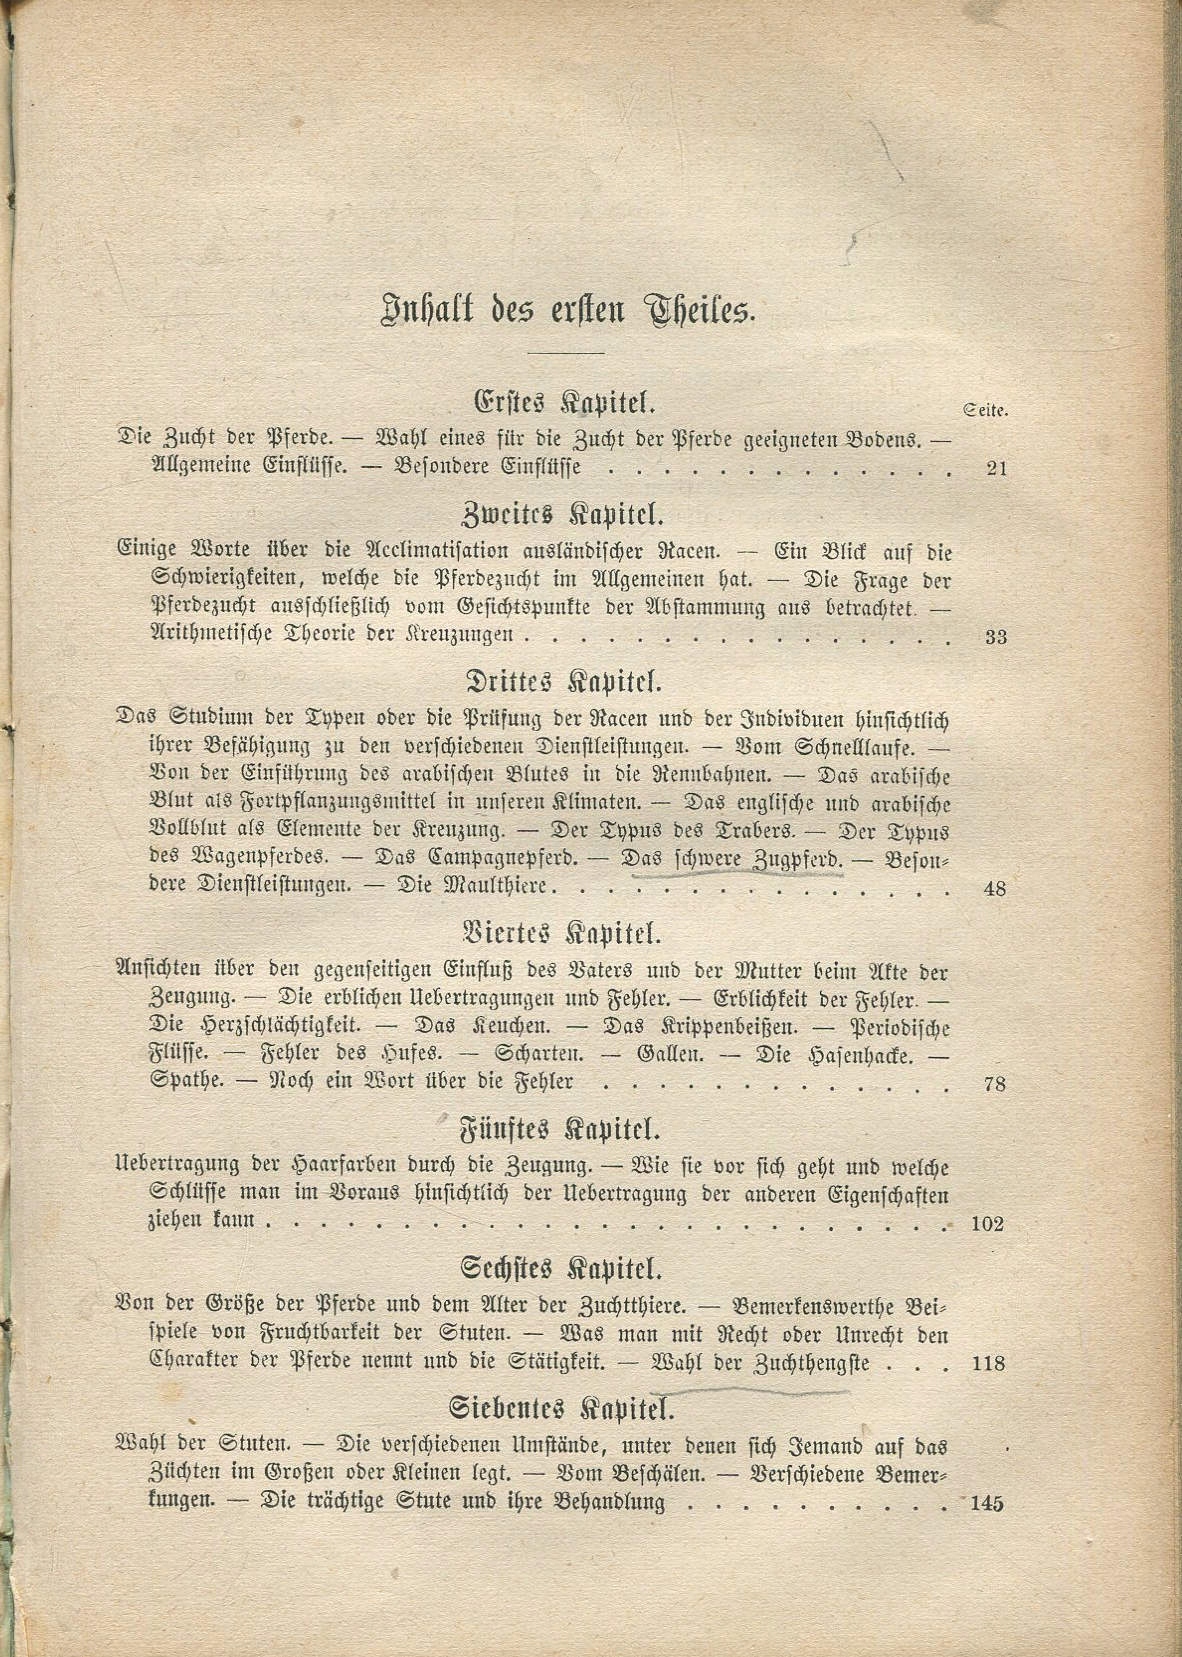 Inhalt des ersten Theiles.
Erstes Kapitel.
Seite.
Die Zucht der Pferde. — Wahl eines für die Zucht der Pferde geeigneten Bodens. —
Allgemeine Einflüsse. — Besondere Einflüsse . . . . . . . . . . . . . 21
Zweites Kapitel.
Einige Worte über die Acclimatisation ausländischer Racen. — Ein Blick auf die
Schwierigkeiten, welche die Pferdezucht im Allgemeinen hat. — Die Frage der
Pferdezucht ausschließlich vom Gesichtspunkte der Abstammung aus betrachtet. —
Arithmetische Theorie der Kreuzungen . . . . . . . . . . . . . . . . 33
Drittes Kapitel.
Das Studium der Typen oder die Prüfung der Racen und der Individuen hinsichtlich
ihrer Befähigung zu den verschiedenen Dienstleistungen. — Vom Schnelllaufe. —
Von der Einführung des arabischen Blutes in die Rennbahnen. — Das arabische
Blut als Fortpflanzungsmittel in unseren Klimaten. — Das englische und arabische
Vollblut als Elemente der Kreuzung. — Der Typus des Trabers. — Der Typus
des Wagenpferdes. — Das Campagnepferd. — Das schwere Zugpferd. — Beson-
dere Dienstleistungen. — Die Maulthiere. . . . . . . . . . . . . . . 48
Viertes Kapitel.
Ansichten über den gegenseitigen Einfluß des Vaters und der Mutter beim Akte der
Zeugung. — Die erblichen Uebertragungen und Fehler. — Erblichkeit der Fehler. —
Die Herzschlächtigkeit. — Das Keuchen. — Das Krippenbeißen. — Periodische
Flüsse. — Fehler des Hufes. — Scharten. — Gallen. — Die Hasenhacke. —
Spathe. — Noch ein Wort über die Fehler . . . . . . . . . . . . . 78
Fünftes Kapitel.
Uebertragung der Haarfarben durch die Zeugung. — Wie sie vor sich geht und welche
Schlüsse man im Voraus hinsichtlich der Uebertragung der anderen Eigenschaften
ziehen kann . . . . . . . . . . . . . . . . . . . . . . . . . 102
Sechstes Kapitel.
Von der Größe der Pferde und dem Alter der Zuchtthiere. — Bemerkenswerthe Bei-
spiele von Fruchtbarkeit der Stuten. — Was man mit Recht oder Unrecht den
Charakter der Pferde nennt und die Stätigkeit. — Wahl der Zuchthengste . . . 118
Siebentes Kapitel.
Wahl der Stuten. — Die verschiedenen Umstände, unter denen sich Jemand auf das
Züchten im Großen oder Kleinen legt. — Vom Beschälen. — Verschiedene Bemer-
kungen. — Die trächtige Stute und ihre Behandlung . . . . . . . . . . 145